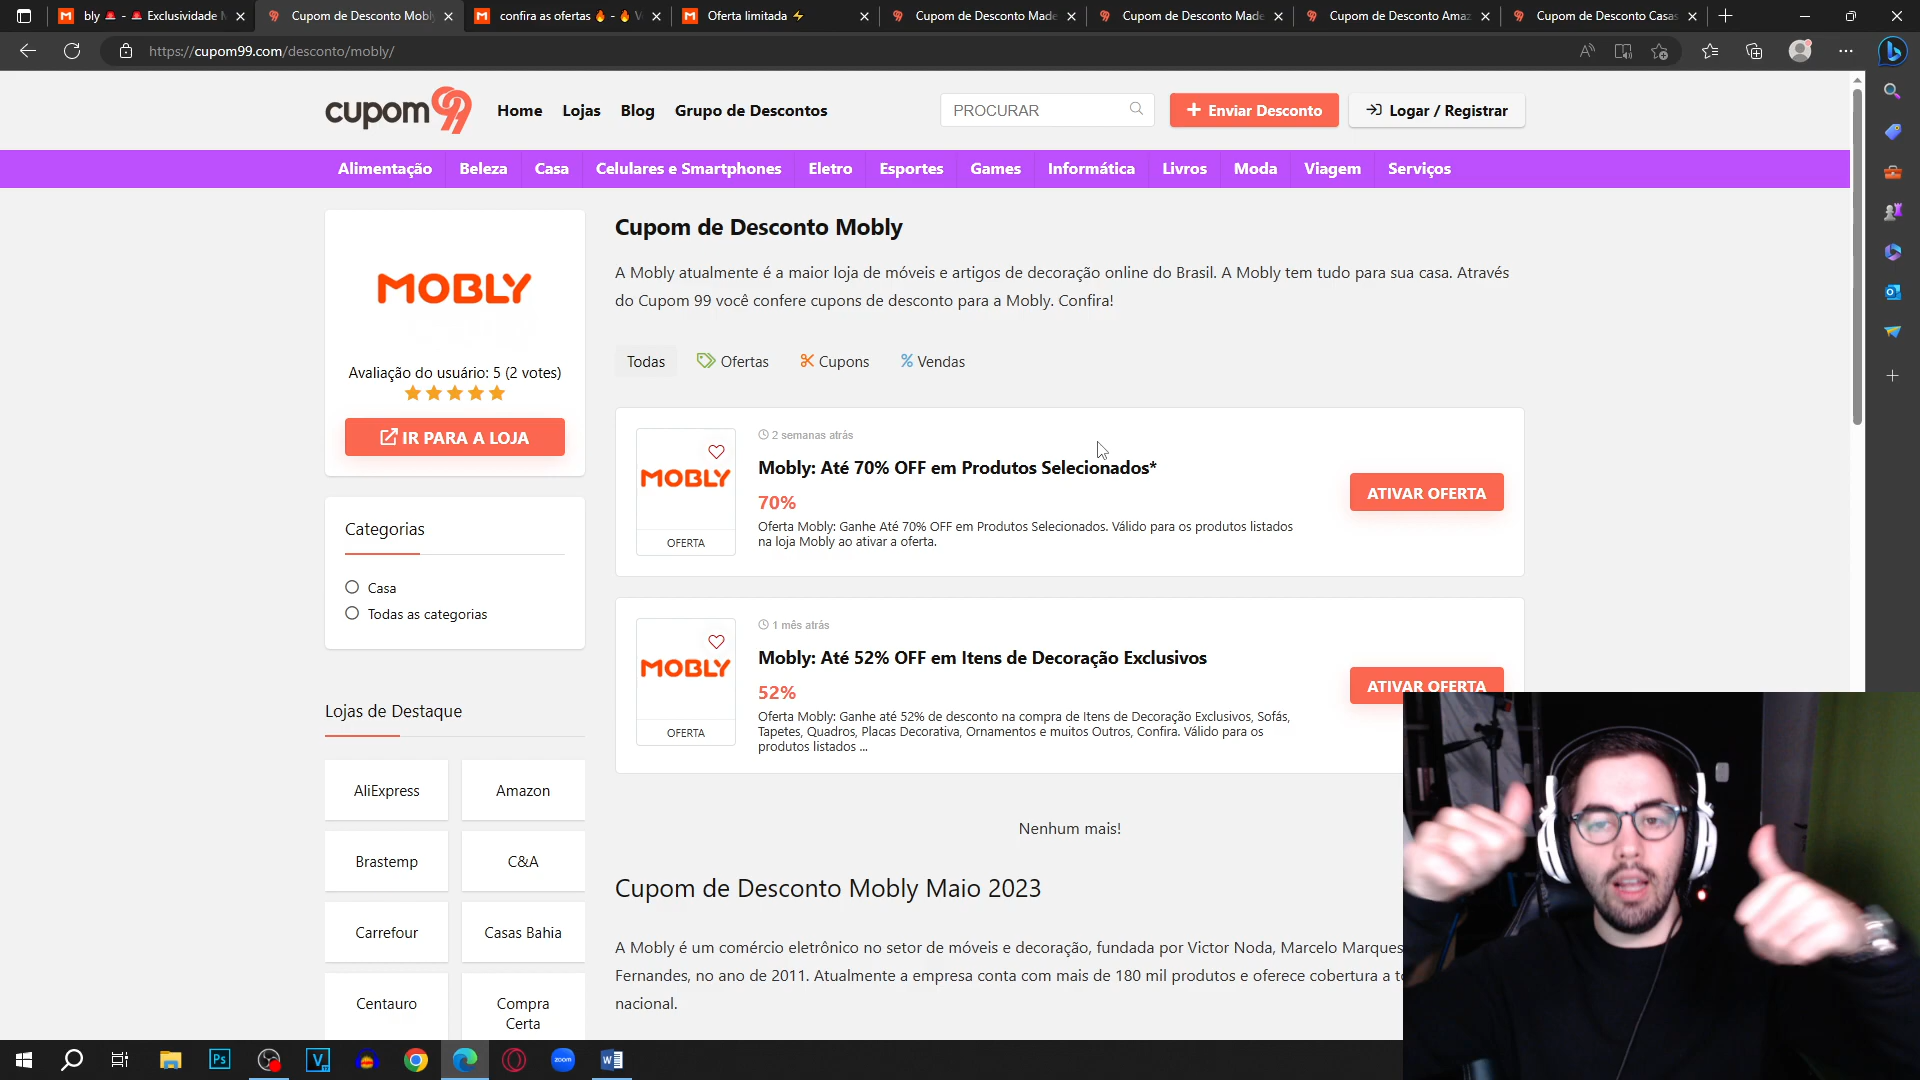 bly 🚨 - 🚨 Exclusividade M
Cupom de Desconto Mobly
confira as ofertas🔥 - 🔥 V
Oferta limitada ⚡
Cupom de Desconto Made
Cupom de Desconto Made
Cupom de Desconto Amaz
Cupom de Desconto Casas
https://cupom99.com/desconto/mobly/
cupom99
Home
Lojas
Blog
Grupo de Descontos
PROCURAR
+ Enviar Desconto
Logar / Registrar
Alimentação
Beleza
Casa
Celulares e Smartphones
Eletro
Esportes
Games
Informática
Livros
Moda
Viagem
Serviços
MOBLY
Avaliação do usuário: 5 (2 votes)
IR PARA A LOJA
Categorias
Casa
Todas as categorias
Lojas de Destaque
AliExpress
Amazon
Brastemp
C&A
Carrefour
Casas Bahia
Centauro
Compra
Certa
Cupom de Desconto Mobly
A Mobly atualmente é a maior loja de móveis e artigos de decoração online do Brasil. A Mobly tem tudo para sua casa. Através
do Cupom 99 você confere cupons de desconto para a Mobly. Confira!
Todas
Ofertas
Cupons
% Vendas
MOBLY
OFERTA
2 semanas atrás
Mobly: Até 70% OFF em Produtos Selecionados*
70%
Oferta Mobly: Ganhe Até 70% OFF em Produtos Selecionados. Válido para os produtos listados
na loja Mobly ao ativar a oferta.
ATIVAR OFERTA
MOBLY
OFERTA
1 mês atrás
Mobly: Até 52% OFF em Itens de Decoração Exclusivos
52%
Oferta Mobly: Ganhe até 52% de desconto na compra de Itens de Decoração Exclusivos, Sofás,
Tapetes, Quadros, Placas Decorativa, Ornamentos e muitos Outros, Confira. Válido para os
produtos listados ...
ATIVAR OFERTA
Nenhum mais!
Cupom de Desconto Mobly Maio 2023
A Mobly é um comércio eletrônico no setor de móveis e decoração, fundada por Victor Noda, Marcelo Marques
Fernandes, no ano de 2011. Atualmente a empresa conta com mais de 180 mil produtos e oferece cobertura a t
nacional.
Ps
V
zoom
W